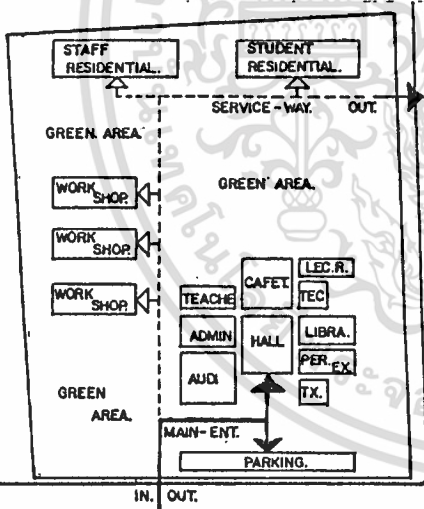 STAFF
RESIDENTIAL.
STUDENT
RESIDENTIAL.
SERVICE-WAY. OUT.
GREEN AREA.
GREEN AREA.
WORK
SHOP.
WORK
SHOP.
WORK
SHOP.
CAFET.
LEC.R.
TEACHE
TEC
ADMIN
HALL
LIBRA.
AUDI
PER.EX.
TX.
GREEN
AREA.
MAIN-ENT.
PARKING.
IN. OUT.